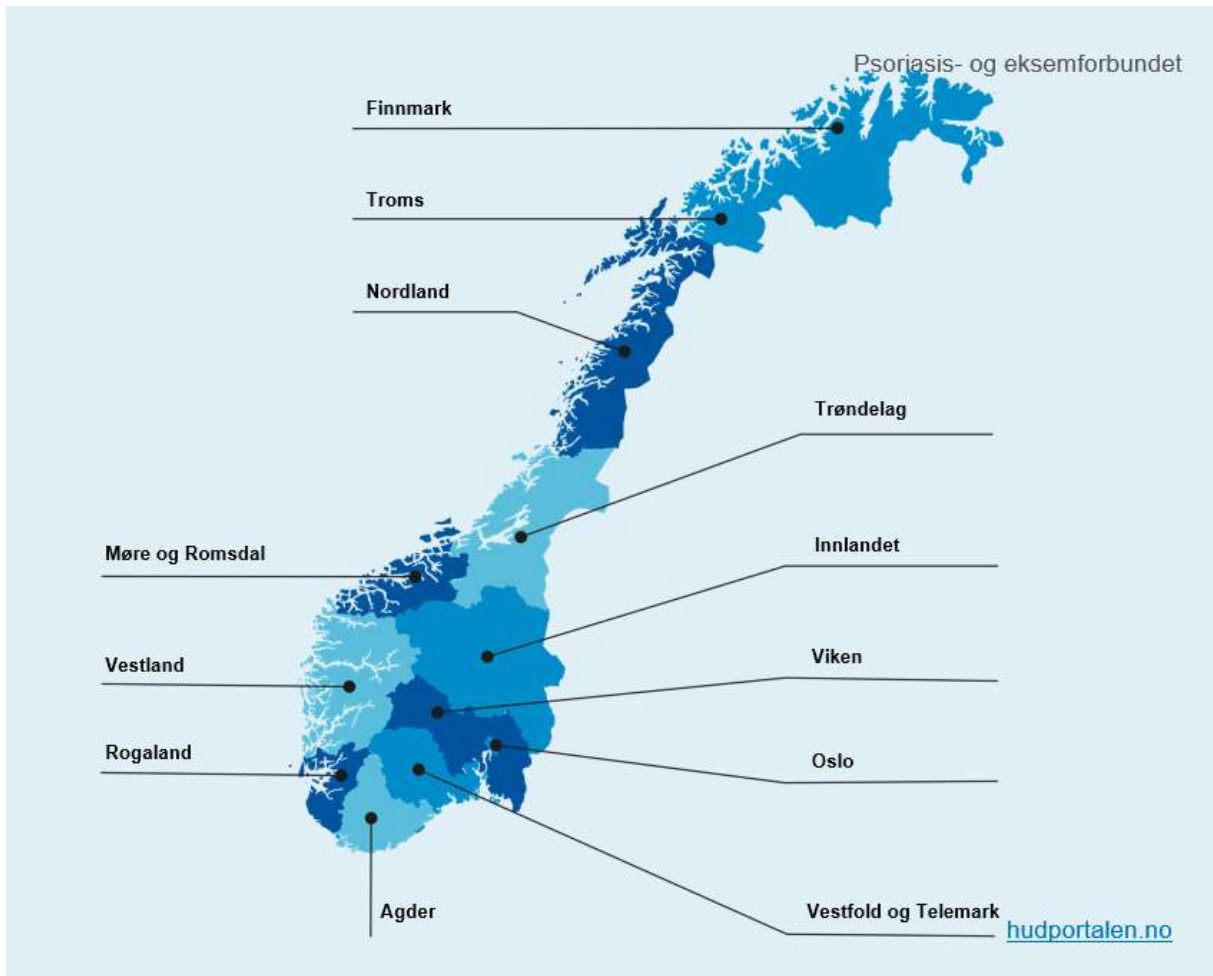 Psoriasis- og eksemforbundet
Finnmark
Troms
Nordland
Trøndelag
Møre og Romsdal
Innlandet
Vestland
Viken
Rogaland
Oslo
Agder
Vestfold og Telemark
hudportalen.no